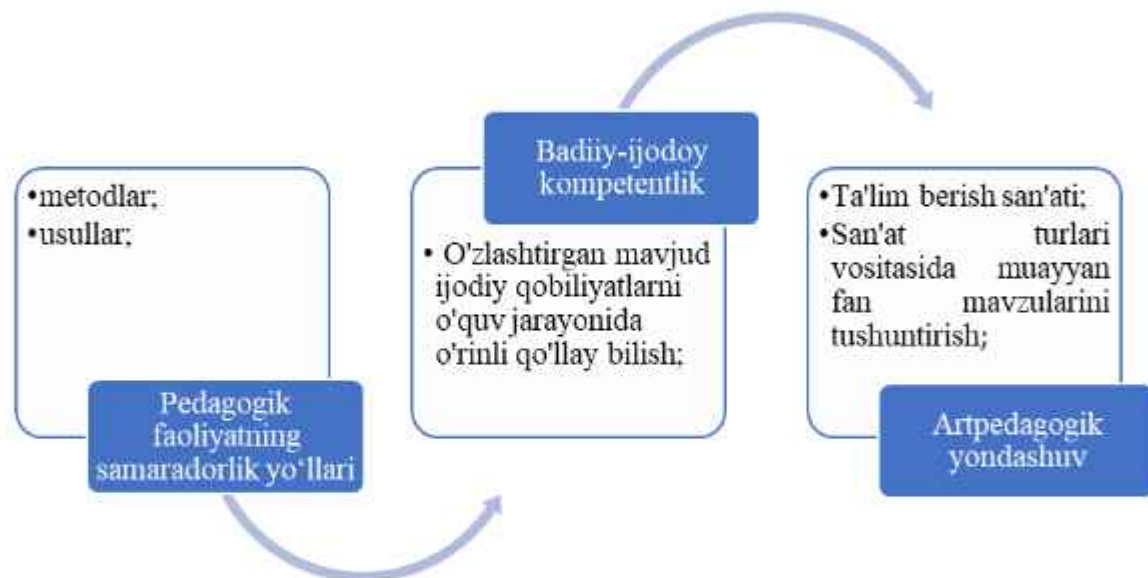 •metodlar;
•usullar;
Pedagogik
faoliyatning
samaradorlik yo‘llari
Badiiy-ijodoy
kompetentlik
• O'zlashtirgan mavjud
ijodiy qobiliyatlarni
o'quv jarayonida
o'rinli qo'llay bilish;
•Ta'lim berish san'ati;
•San'at turlari
vositasida muayyan
fan mavzularini
tushuntirish;
Artpedagogik
yondashuv